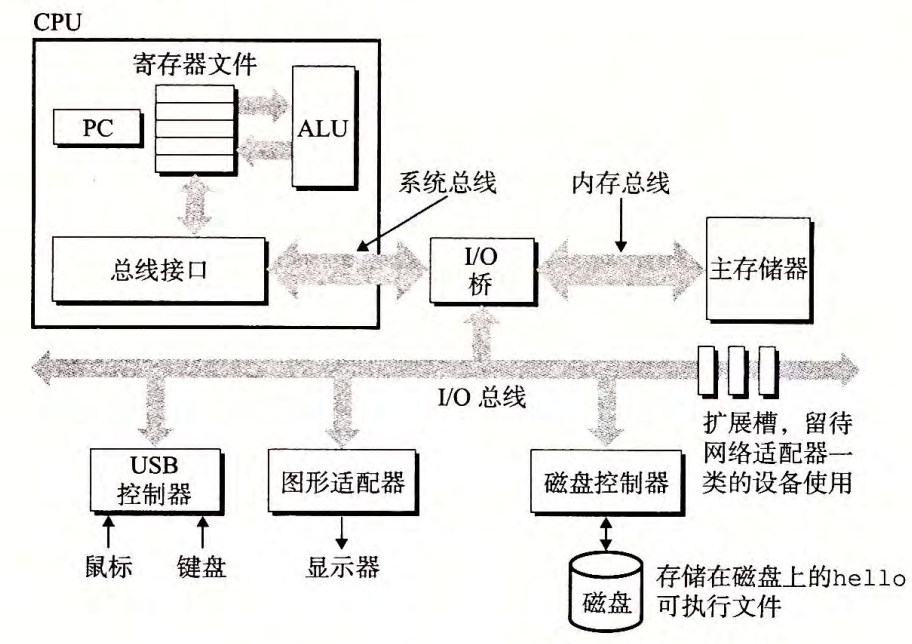 CPU
寄存器文件
PC
ALU
系统总线
内存总线
总线接口
I/O
桥
主存储器
I/O 总线
扩展槽，留待
网络适配器一
类的设备使用
USB
控制器
图形适配器
磁盘控制器
鼠标
键盘
显示器
磁盘
存储在磁盘上的hello
可执行文件